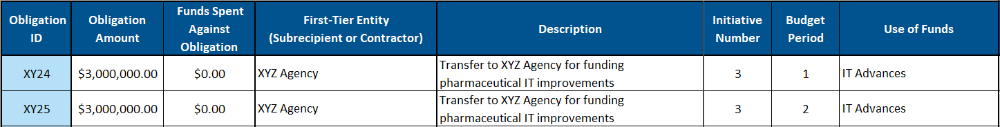 Obligation ID | Obligation Amount | Funds Spent Against Obligation | First-Tier Entity (Subrecipient or Contractor) | Description | Initiative Number | Budget Period | Use of Funds
XY24 | $3,000,000.00 | $0.00 | XYZ Agency | Transfer to XYZ Agency for funding pharmaceutical IT improvements | 3 | 1 | IT Advances
XY25 | $3,000,000.00 | $0.00 | XYZ Agency | Transfer to XYZ Agency for funding pharmaceutical IT improvements | 3 | 2 | IT Advances